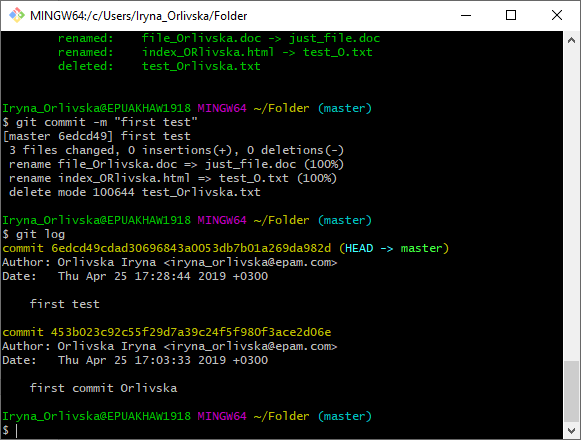 MINGW64:/c/Users/Iryna_Orlivska/Folder
renamed:    file_Orlivska.doc -> just_file.doc
renamed:    index_ORlivska.html -> test_O.txt
deleted:    test_Orlivska.txt
Iryna_Orlivska@EPUAKHAW1918 MINGW64 ~/Folder (master)
$ git commit -m "first test"
[master 6edcd49] first test
3 files changed, 0 insertions(+), 0 deletions(-)
rename file_Orlivska.doc => just_file.doc (100%)
rename index_ORlivska.html => test_O.txt (100%)
delete mode 100644 test_Orlivska.txt
Iryna_Orlivska@EPUAKHAW1918 MINGW64 ~/Folder (master)
$ git log
commit 6edcd49cdad30696843a0053db7b01a269da982d (HEAD -> master)
Author: Orlivska Iryna <iryna_orlivska@epam.com>
Date:   Thu Apr 25 17:28:44 2019 +0300
first test
commit 453b023c92c55f29d7a39c24f5f980f3ace2d06e
Author: Orlivska Iryna <iryna_orlivska@epam.com>
Date:   Thu Apr 25 17:03:33 2019 +0300
first commit Orlivska
Iryna_Orlivska@EPUAKHAW1918 MINGW64 ~/Folder (master)
$